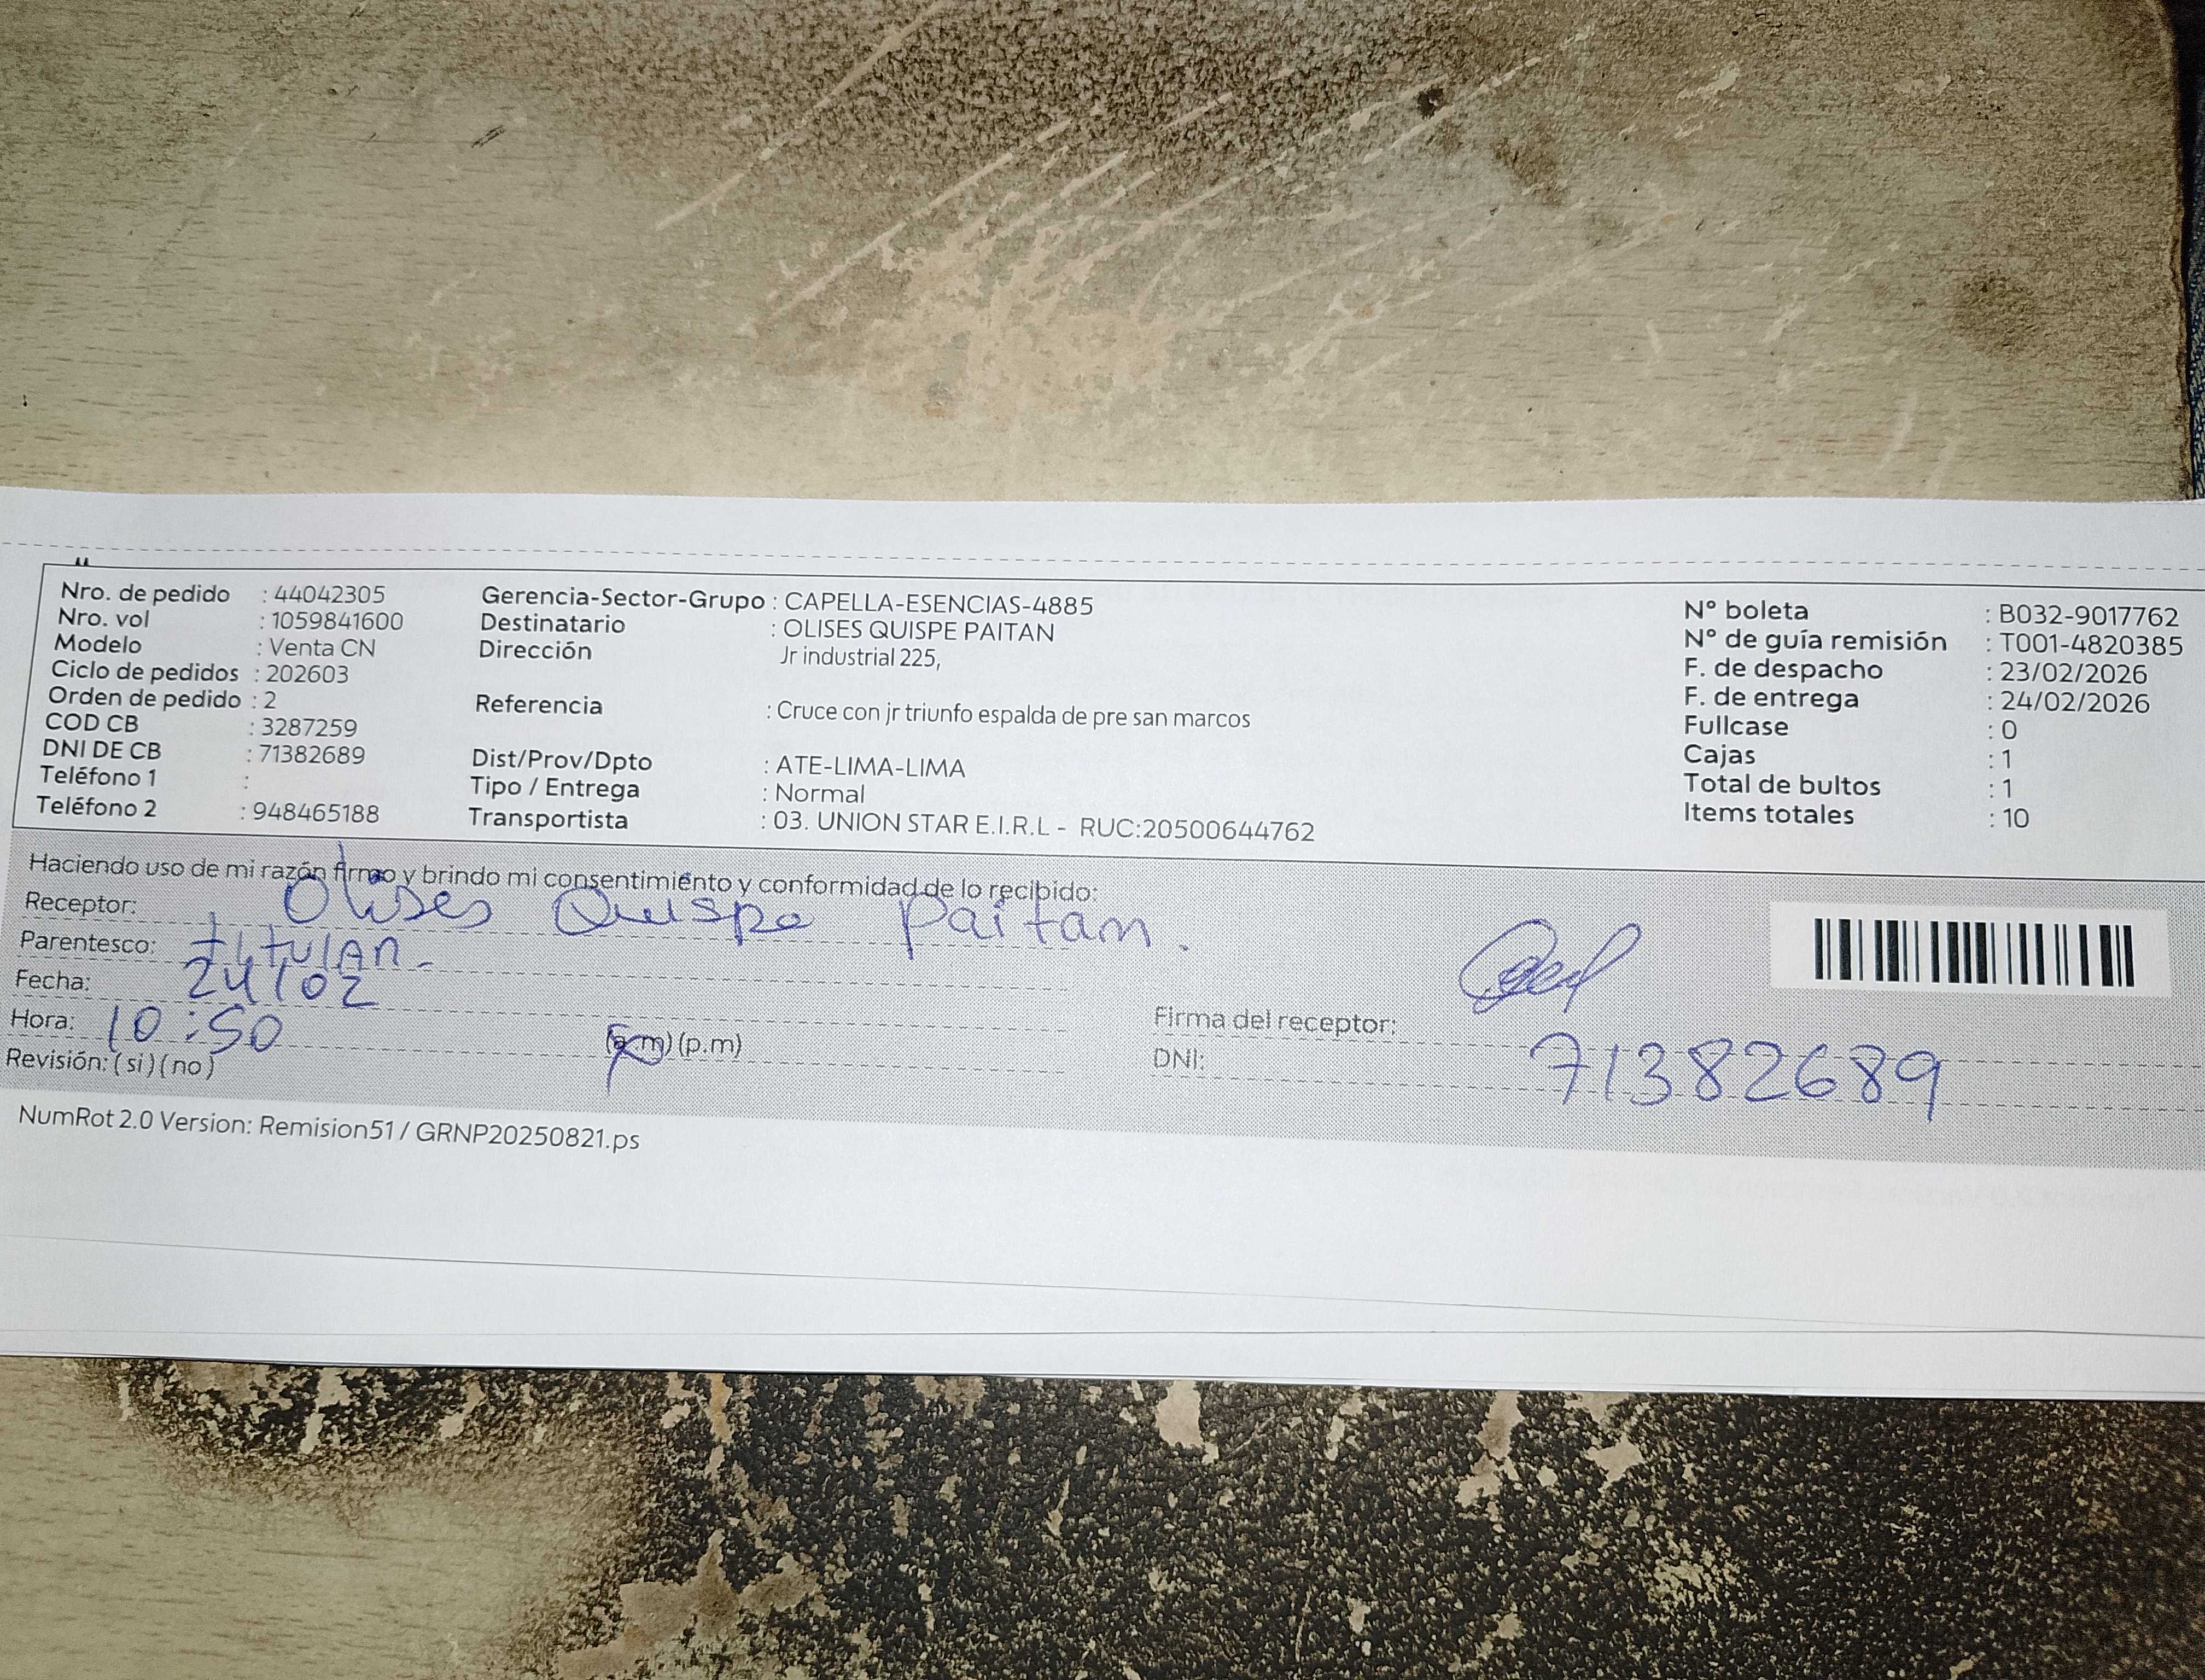 Nro. de pedido : 44042305
Nro. vol : 1059841600
Modelo : Venta CN
Ciclo de pedidos : 202603
Orden de pedido : 2
COD CB : 3287259
DNI DE CB : 71382689
Teléfono 1 :
Teléfono 2 : 948465188
Gerencia-Sector-Grupo : CAPELLA-ESENCIAS-4885
Destinatario : OLISES QUISPE PAITAN
Dirección Jr industrial 225,
Referencia : Cruce con jr triunfo espalda de pre san marcos
Dist/Prov/Dpto : ATE-LIMA-LIMA
Tipo / Entrega : Normal
Transportista : 03. UNION STAR E.I.R.L - RUC:20500644762
N° boleta : B032-9017762
N° de guía remisión : T001-4820385
F. de despacho : 23/02/2026
F. de entrega : 24/02/2026
Fullcase : 0
Cajas : 1
Total de bultos : 1
Items totales : 10
Haciendo uso de mi razón firmo y brindo mi consentimiento y conformidad de lo recibido:
Receptor: Olises Quispe Paitam.
Parentesco: titular -
Fecha: 24/02
Hora: 10:50 (a.m) (p.m)
Revisión: (si) (no)
Firma del receptor:
DNI: 71382689
NumRot 2.0 Version: Remision51 / GRNP20250821.ps